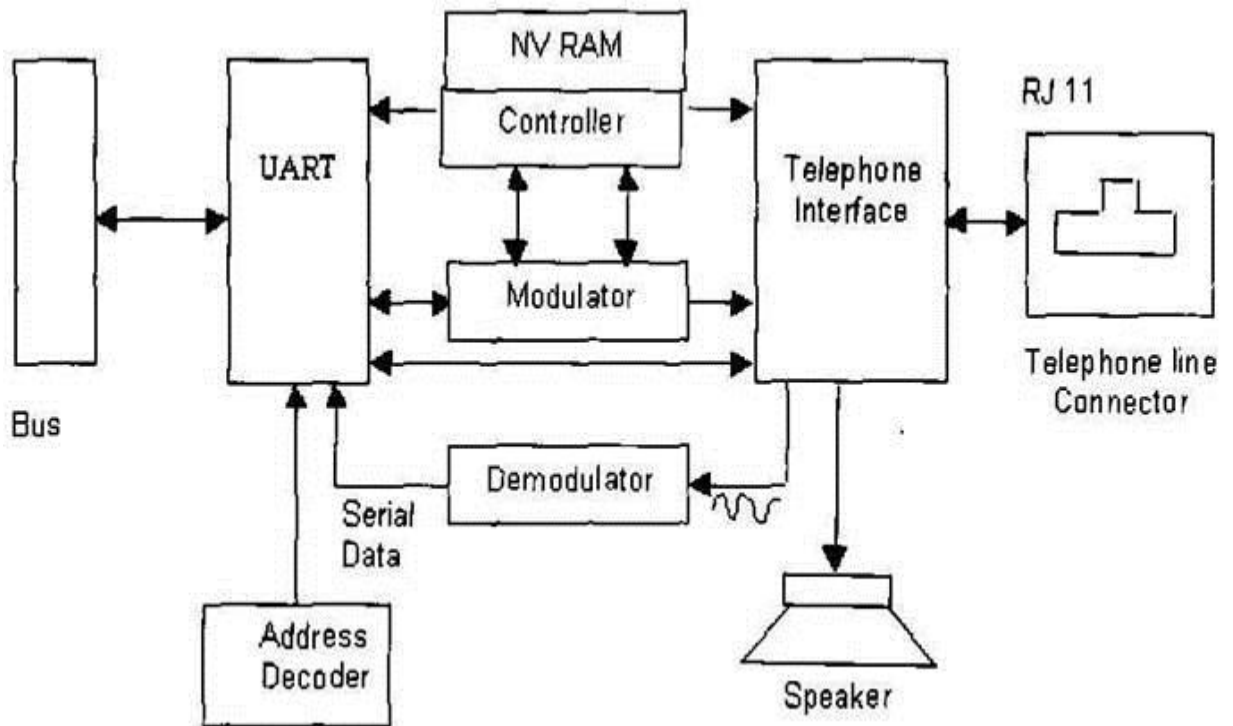 NV RAM
Controller
UART
Telephone
Interface
RJ 11
Modulator
Telephone line
Connector
Bus
Demodulator
Serial
Data
Address
Decoder
Speaker